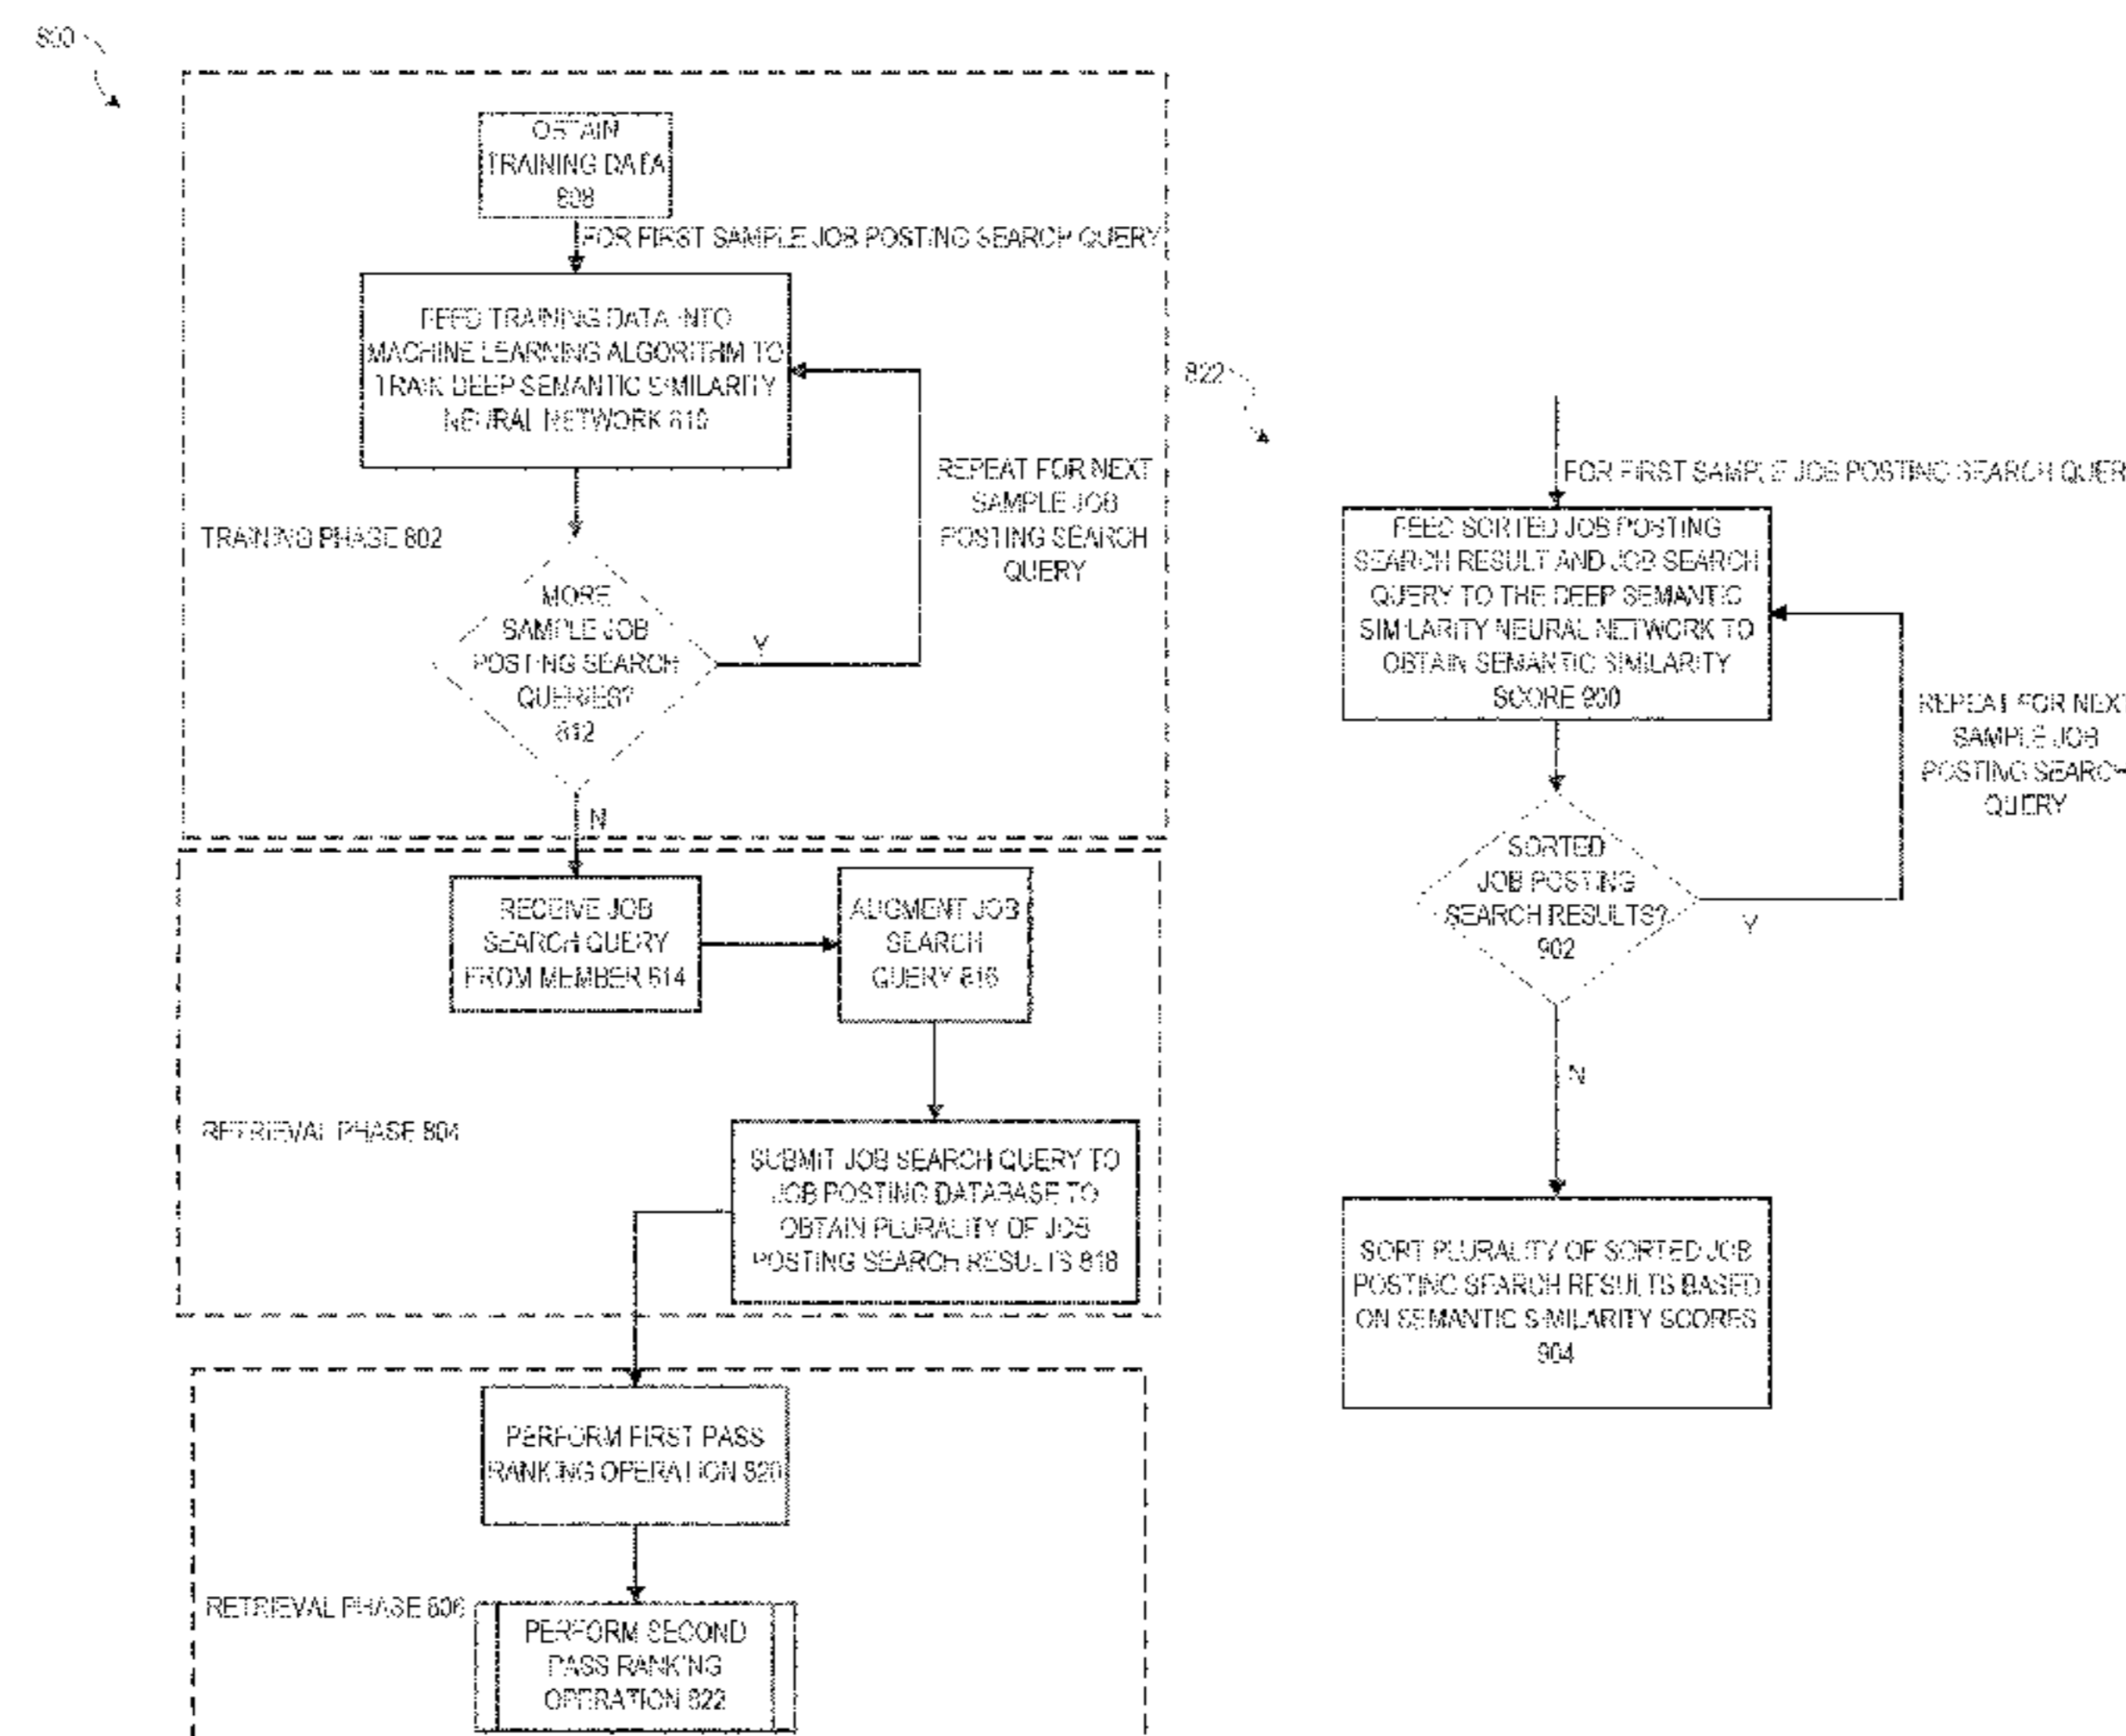 800
OBTAIN
TRAINING DATA
808
FOR FIRST SAMPLE JOB POSTING SEARCH QUERY
FEED TRAINING DATA INTO
MACHINE LEARNING ALGORITHM TO
TRAIN DEEP SEMANTIC SIMILARITY
NEURAL NETWORK 810
REPEAT FOR NEXT
SAMPLE JOB
POSTING SEARCH
QUERY
TRAINING PHASE 802
MORE
SAMPLE JOB
POSTING SEARCH
QUERIES?
812
Y
N
RECEIVE JOB
SEARCH QUERY
FROM MEMBER 814
AUGMENT JOB
SEARCH
QUERY 816
RETRIEVAL PHASE 804
SUBMIT JOB SEARCH QUERY TO
JOB POSTING DATABASE TO
OBTAIN PLURALITY OF JOB
POSTING SEARCH RESULTS 818
PERFORM FIRST PASS
RANKING OPERATION 820
RETRIEVAL PHASE 806
PERFORM SECOND
PASS RANKING
OPERATION 822
822
FOR FIRST SAMPLE JOB POSTING SEARCH QUER
FEED SORTED JOB POSTING
SEARCH RESULT AND JOB SEARCH
QUERY TO THE DEEP SEMANTIC
SIMILARITY NEURAL NETWORK TO
OBTAIN SEMANTIC SIMILARITY
SCORE 900
REPEAT FOR NEXT
SAMPLE JOB
POSTING SEARCH
QUERY
SORTED
JOB POSTING
SEARCH RESULTS?
902
Y
N
SORT PLURALITY OF SORTED JOB
POSTING SEARCH RESULTS BASED
ON SEMANTIC SIMILARITY SCORES
904